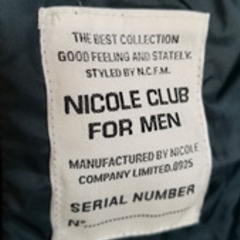 THE BEST COLLECTION
GOOD FEELING AND STATELY.
STYLED BY N.C.F.M.
NICOLE CLUB
FOR MEN
MANUFACTURED BY NICOLE
COMPANY LIMITED.0925
SERIAL NUMBER
Nº